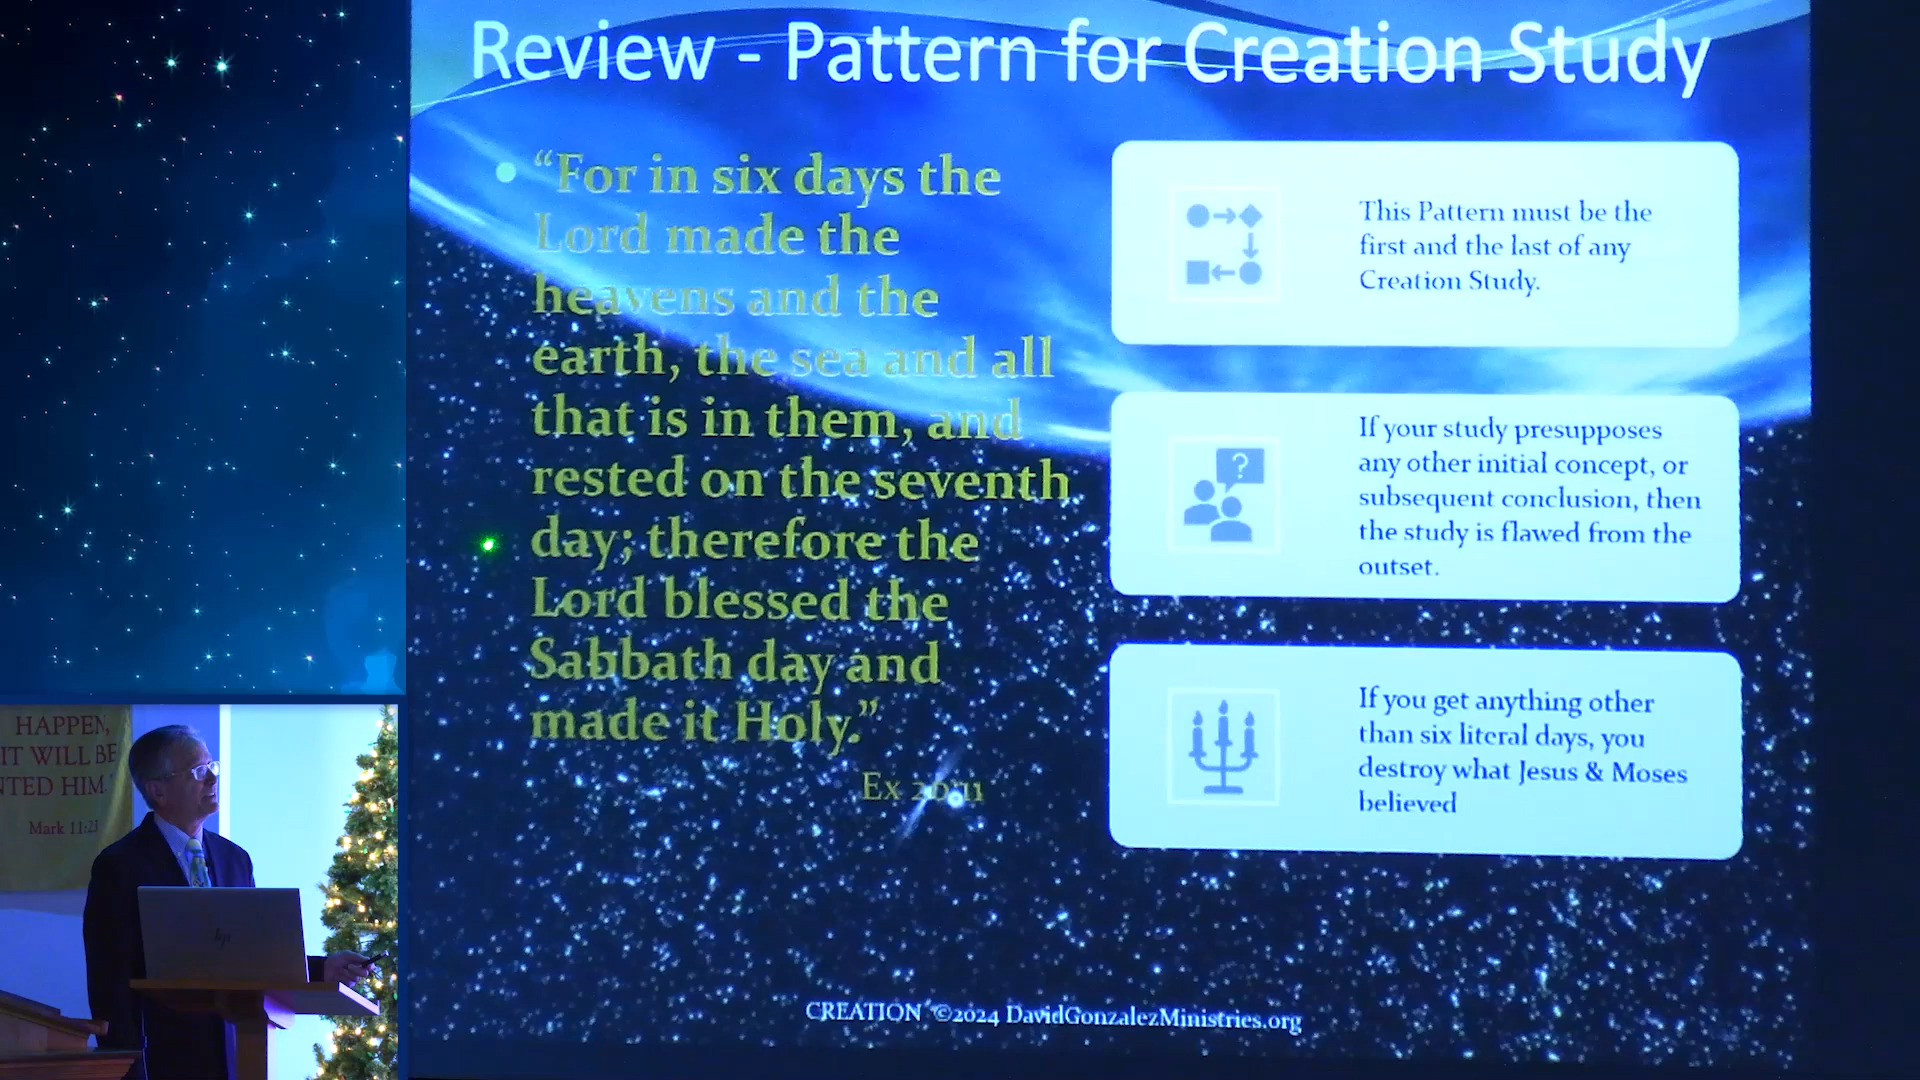 Review - Pattern for Creation Study
• “For in six days the
Lord made the
heavens and the
earth, the sea and all
that is in them, and
rested on the seventh
day; therefore the
Lord blessed the
Sabbath day and
made it Holy.”
Ex 20:11
This Pattern must be the
first and the last of any
Creation Study.
?
If your study presupposes
any other initial concept, or
subsequent conclusion, then
the study is flawed from the
outset.
If you get anything other
than six literal days, you
destroy what Jesus & Moses
believed
CREATION ©2024 DavidGonzalezMinistries.org
HAPPEN,
IT WILL BE
NTED HIM.
Mark 11:23
hp